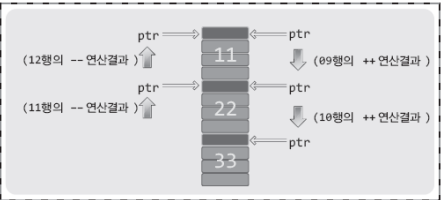 ptr
ptr
11
(12행의 -- 연산결과 )
(09행의 ++ 연산결과 )
ptr
ptr
22
(11행의 -- 연산결과 )
(10행의 ++ 연산결과 )
ptr
33